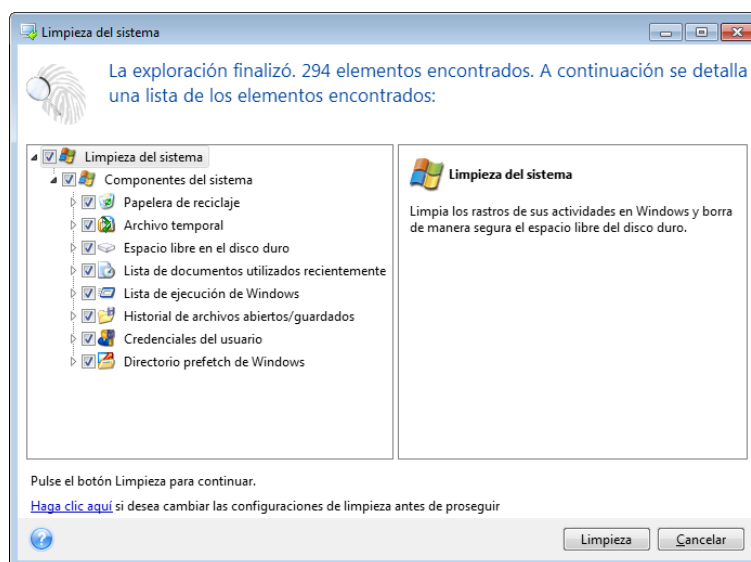 Limpieza del sistema
La exploración finalizó. 294 elementos encontrados. A continuación se detalla
una lista de los elementos encontrados:
Limpieza del sistema
Componentes del sistema
Papelera de reciclaje
Archivo temporal
Espacio libre en el disco duro
Lista de documentos utilizados recientemente
Lista de ejecución de Windows
Historial de archivos abiertos/guardados
Credenciales del usuario
Directorio prefetch de Windows
Limpieza del sistema
Limpia los rastros de sus actividades en Windows y borra
de manera segura el espacio libre del disco duro.
Pulse el botón Limpieza para continuar.
Haga clic aquí si desea cambiar las configuraciones de limpieza antes de proseguir
Limpieza
Cancelar